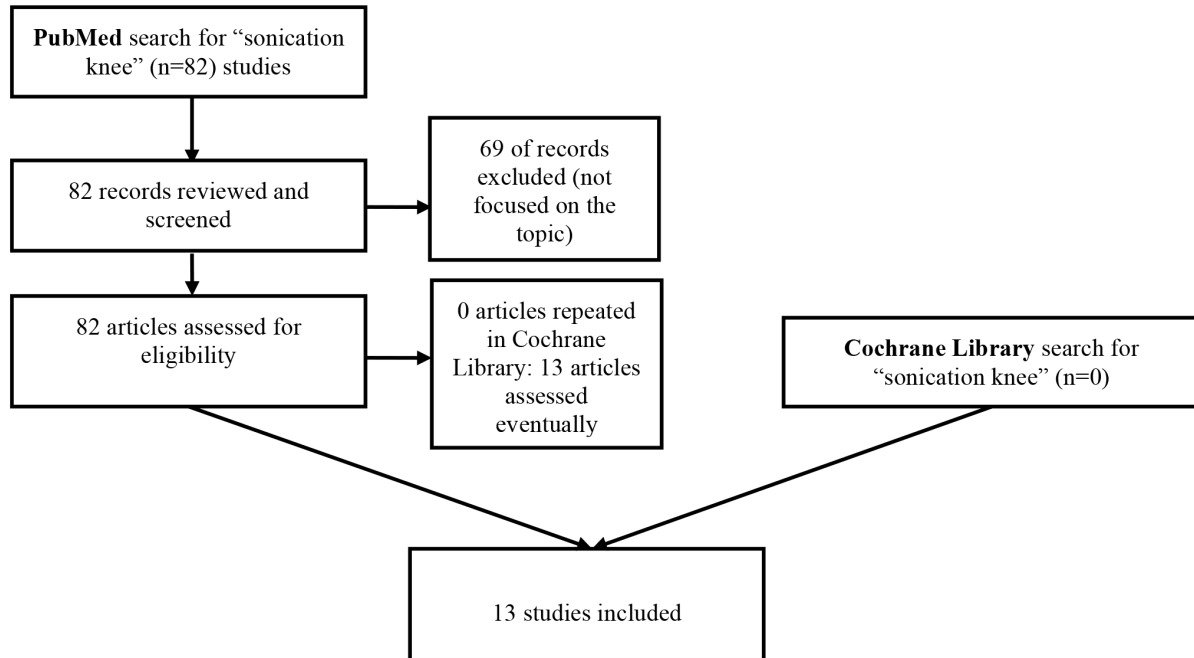 PubMed search for “sonication
knee” (n=82) studies
82 records reviewed and
screened
69 of records
excluded (not
focused on the
topic)
82 articles assessed for
eligibility
0 articles repeated
in Cochrane
Library: 13 articles
assessed
eventually
Cochrane Library search for
“sonication knee” (n=0)
13 studies included